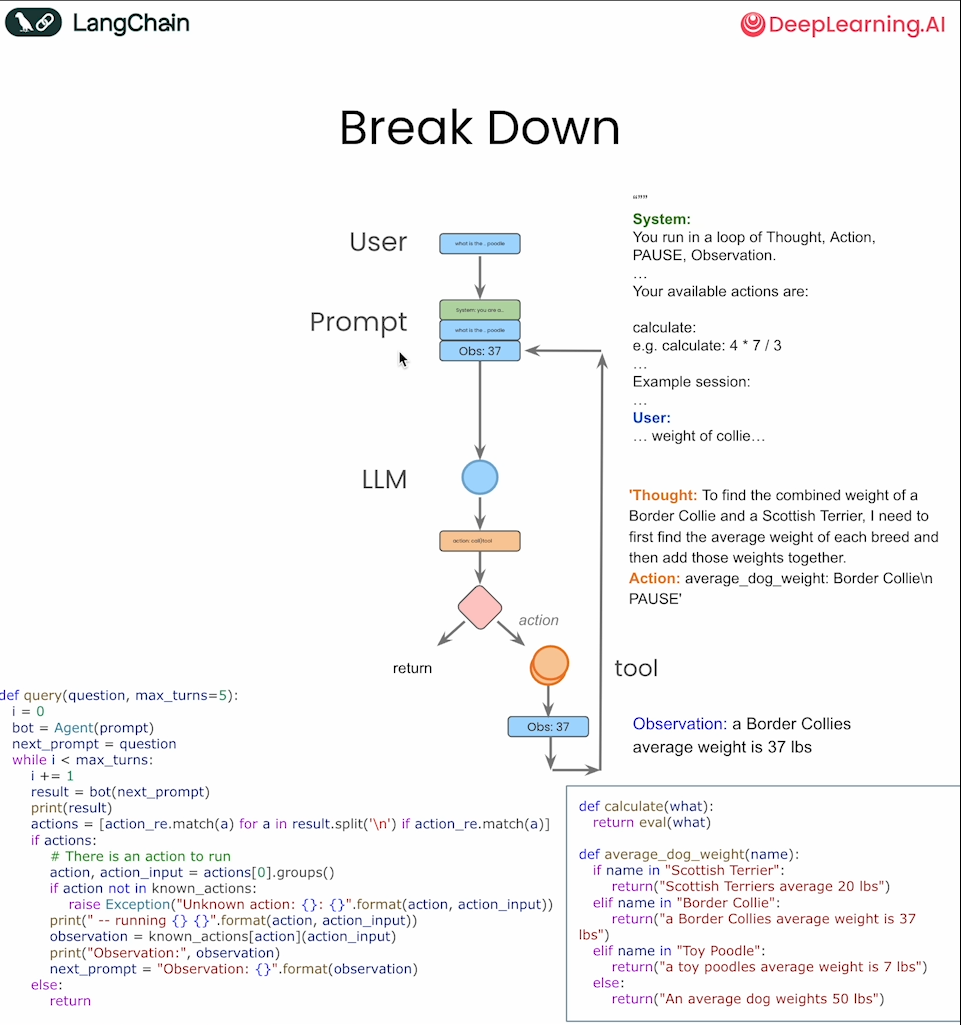 LangChain
DeepLearning.AI
Break Down
User
what is the .. poodle
Prompt
System: you are a...
what is the .. poodle
Obs: 37
LLM
action: call)tool
action
return
tool
Obs: 37
“””
System:
You run in a loop of Thought, Action,
PAUSE, Observation.
…
Your available actions are:
calculate:
e.g. calculate: 4 * 7 / 3
…
Example session:
…
User:
… weight of collie…
'Thought: To find the combined weight of a
Border Collie and a Scottish Terrier, I need to
first find the average weight of each breed and
then add those weights together.
Action: average_dog_weight: Border Collie\n
PAUSE'
Observation: a Border Collies
average weight is 37 lbs
def query(question, max_turns=5):
i = 0
bot = Agent(prompt)
next_prompt = question
while i < max_turns:
i += 1
result = bot(next_prompt)
print(result)
actions = [action_re.match(a) for a in result.split('\n') if action_re.match(a)]
if actions:
# There is an action to run
action, action_input = actions[0].groups()
if action not in known_actions:
raise Exception("Unknown action: {}: {}".format(action, action_input))
print(" -- running {} {}".format(action, action_input))
observation = known_actions[action](action_input)
print("Observation:", observation)
next_prompt = "Observation: {}".format(observation)
else:
return
def calculate(what):
return eval(what)
def average_dog_weight(name):
if name in "Scottish Terrier":
return("Scottish Terriers average 20 lbs")
elif name in "Border Collie":
return("a Border Collies average weight is 37
lbs")
elif name in "Toy Poodle":
return("a toy poodles average weight is 7 lbs")
else:
return("An average dog weights 50 lbs")